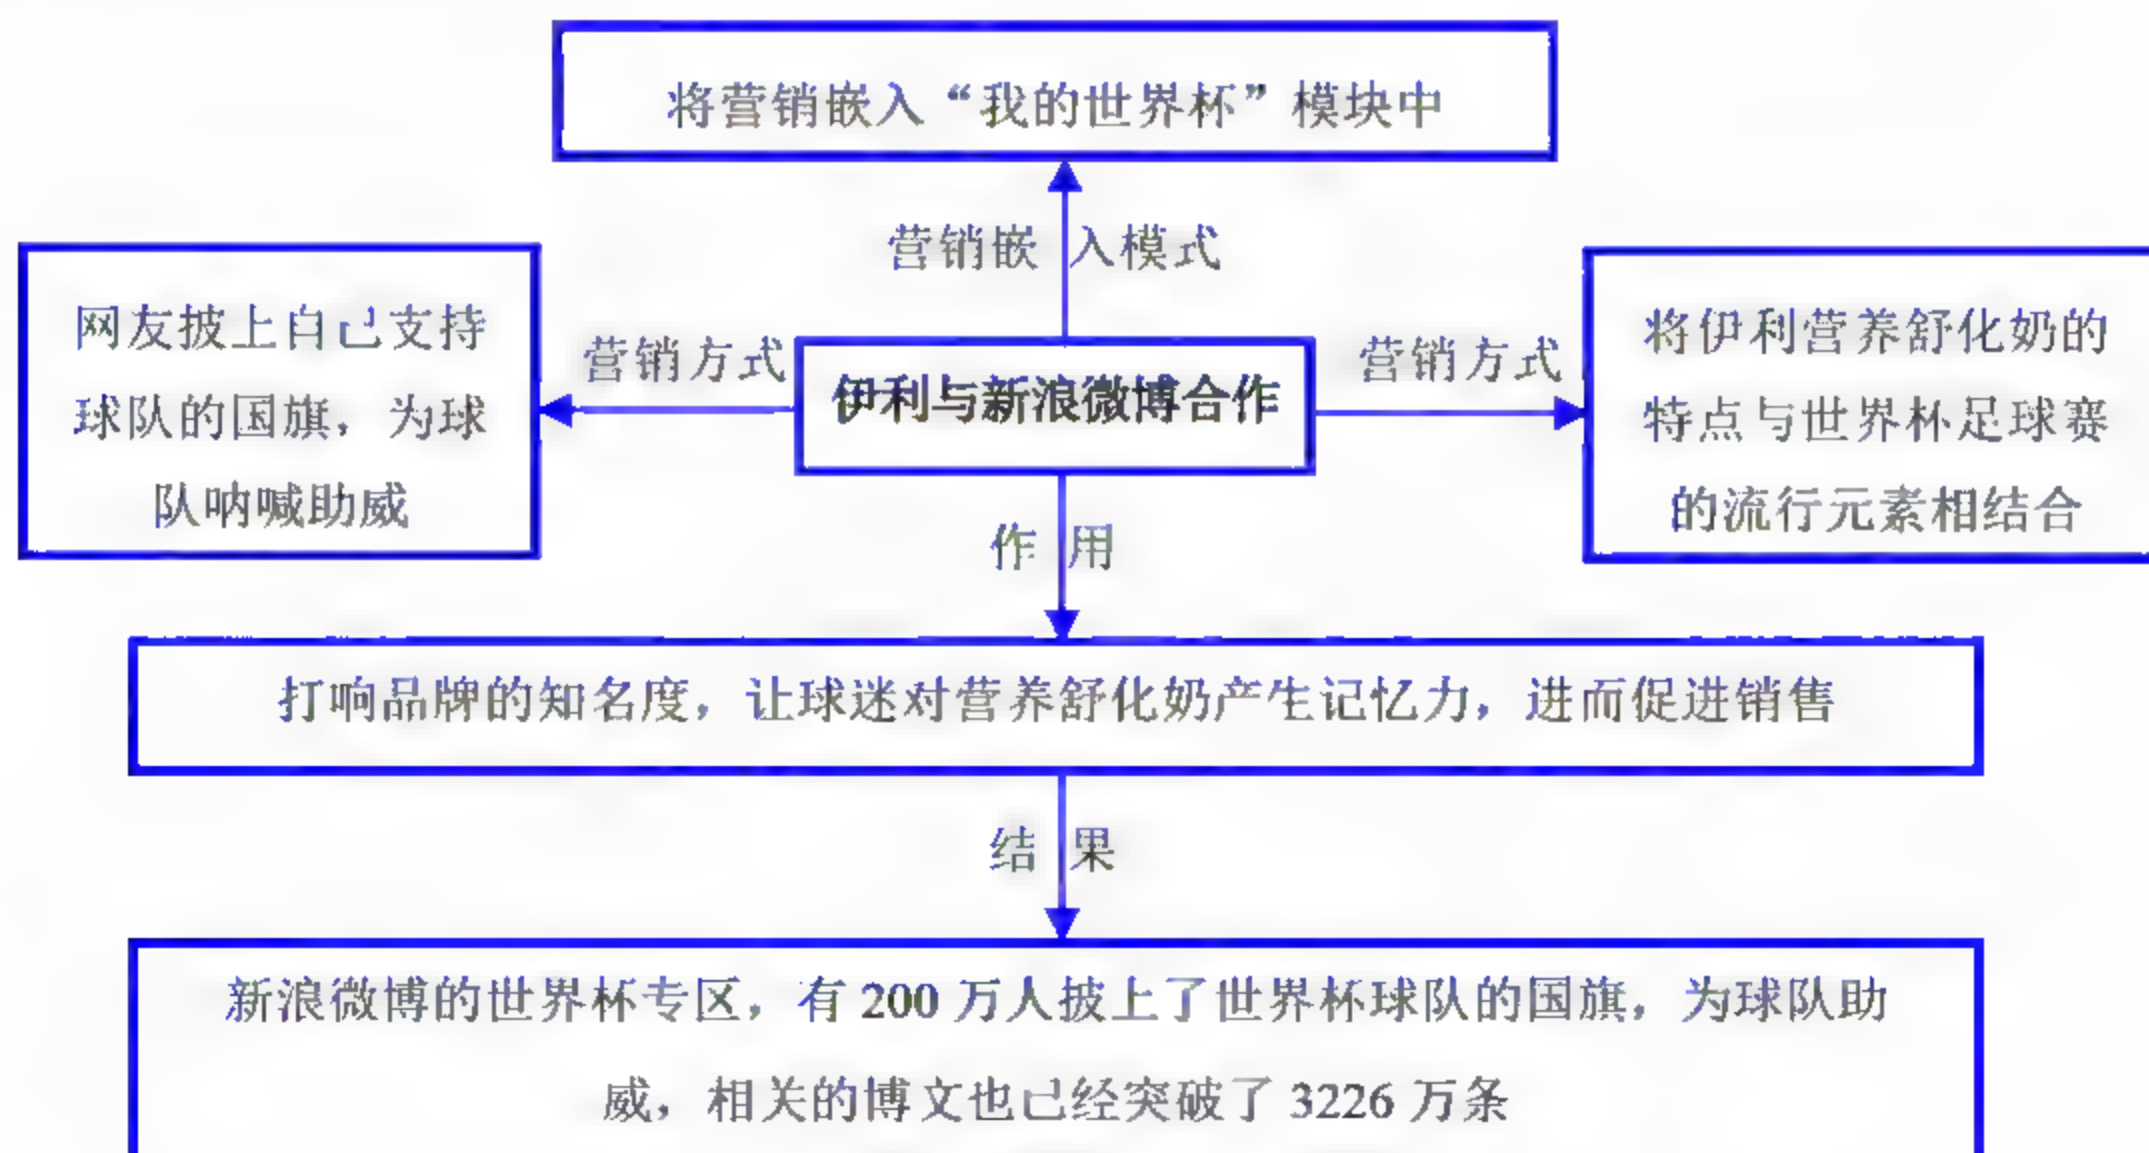 将营销嵌入“我的世界杯”模块中
营销嵌入模式
网友披上自己支持
球队的国旗，为球
队呐喊助威
营销方式
伊利与新浪微博合作
营销方式
将伊利营养舒化奶的
特点与世界杯足球赛
的流行元素相结合
作用
打响品牌的知名度，让球迷对营养舒化奶产生记忆力，进而促进销售
结果
新浪微博的世界杯专区，有 200 万人披上了世界杯球队的国旗，为球队助
威，相关的博文也已经突破了 3226 万条